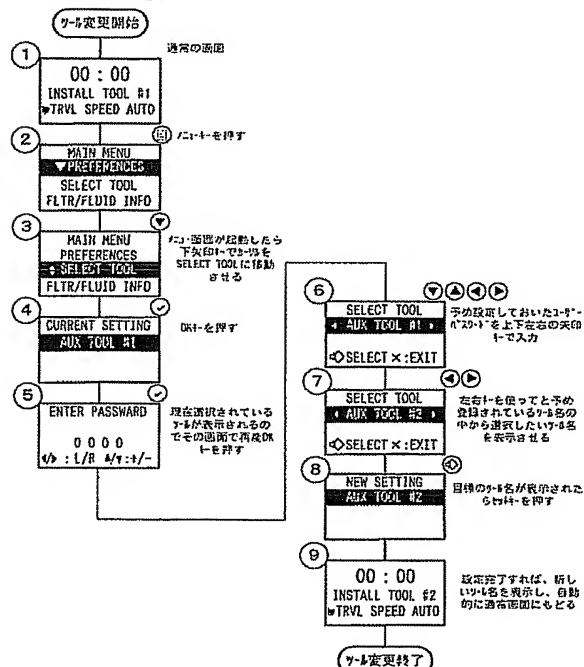 ツール変更開始
①
通常の画面
00 : 00
INSTALL TOOL #1
TRVL SPEED AUTO
②
メニューキーを押す
MAIN MENU
▼PREFERENCES
SELECT TOOL
FLTR/FLUID INFO
③
メニュー画面が起動したら
下矢印キーでカーソルを
SELECT TOOLに移動
させる
MAIN MENU
PREFERENCES
SELECT TOOL
FLTR/FLUID INFO
④
OKキーを押す
CURRENT SETTING
AUX TOOL #1
⑤
現在選択されている
ツールが表示されるの
でその画面で再度OK
キーを押す
ENTER PASSWARD
0 0 0 0
◀/▶ : L/R ▲/▼:+/-
⑥
▼ ▲ ◀ ▶
SELECT TOOL
AUX TOOL #1
SELECT ×:EXIT
予め設定しておいたユーザー
パスワードを上下左右の矢印
キーで入力
⑦
◀ ▶
SELECT TOOL
AUX TOOL #2
SELECT ×:EXIT
左右キーを使ってと予め
登録されているツール名の
中から選択したいツール名
を表示させる
⑧
NEW SETTING
AUX TOOL #2
目標のツール名が表示された
らセットキーを押す
⑨
00 : 00
INSTALL TOOL #2
TRVL SPEED AUTO
設定完了すれば、新し
いツール名を表示し、自動
的に通常画面にもどる
ツール変更終了